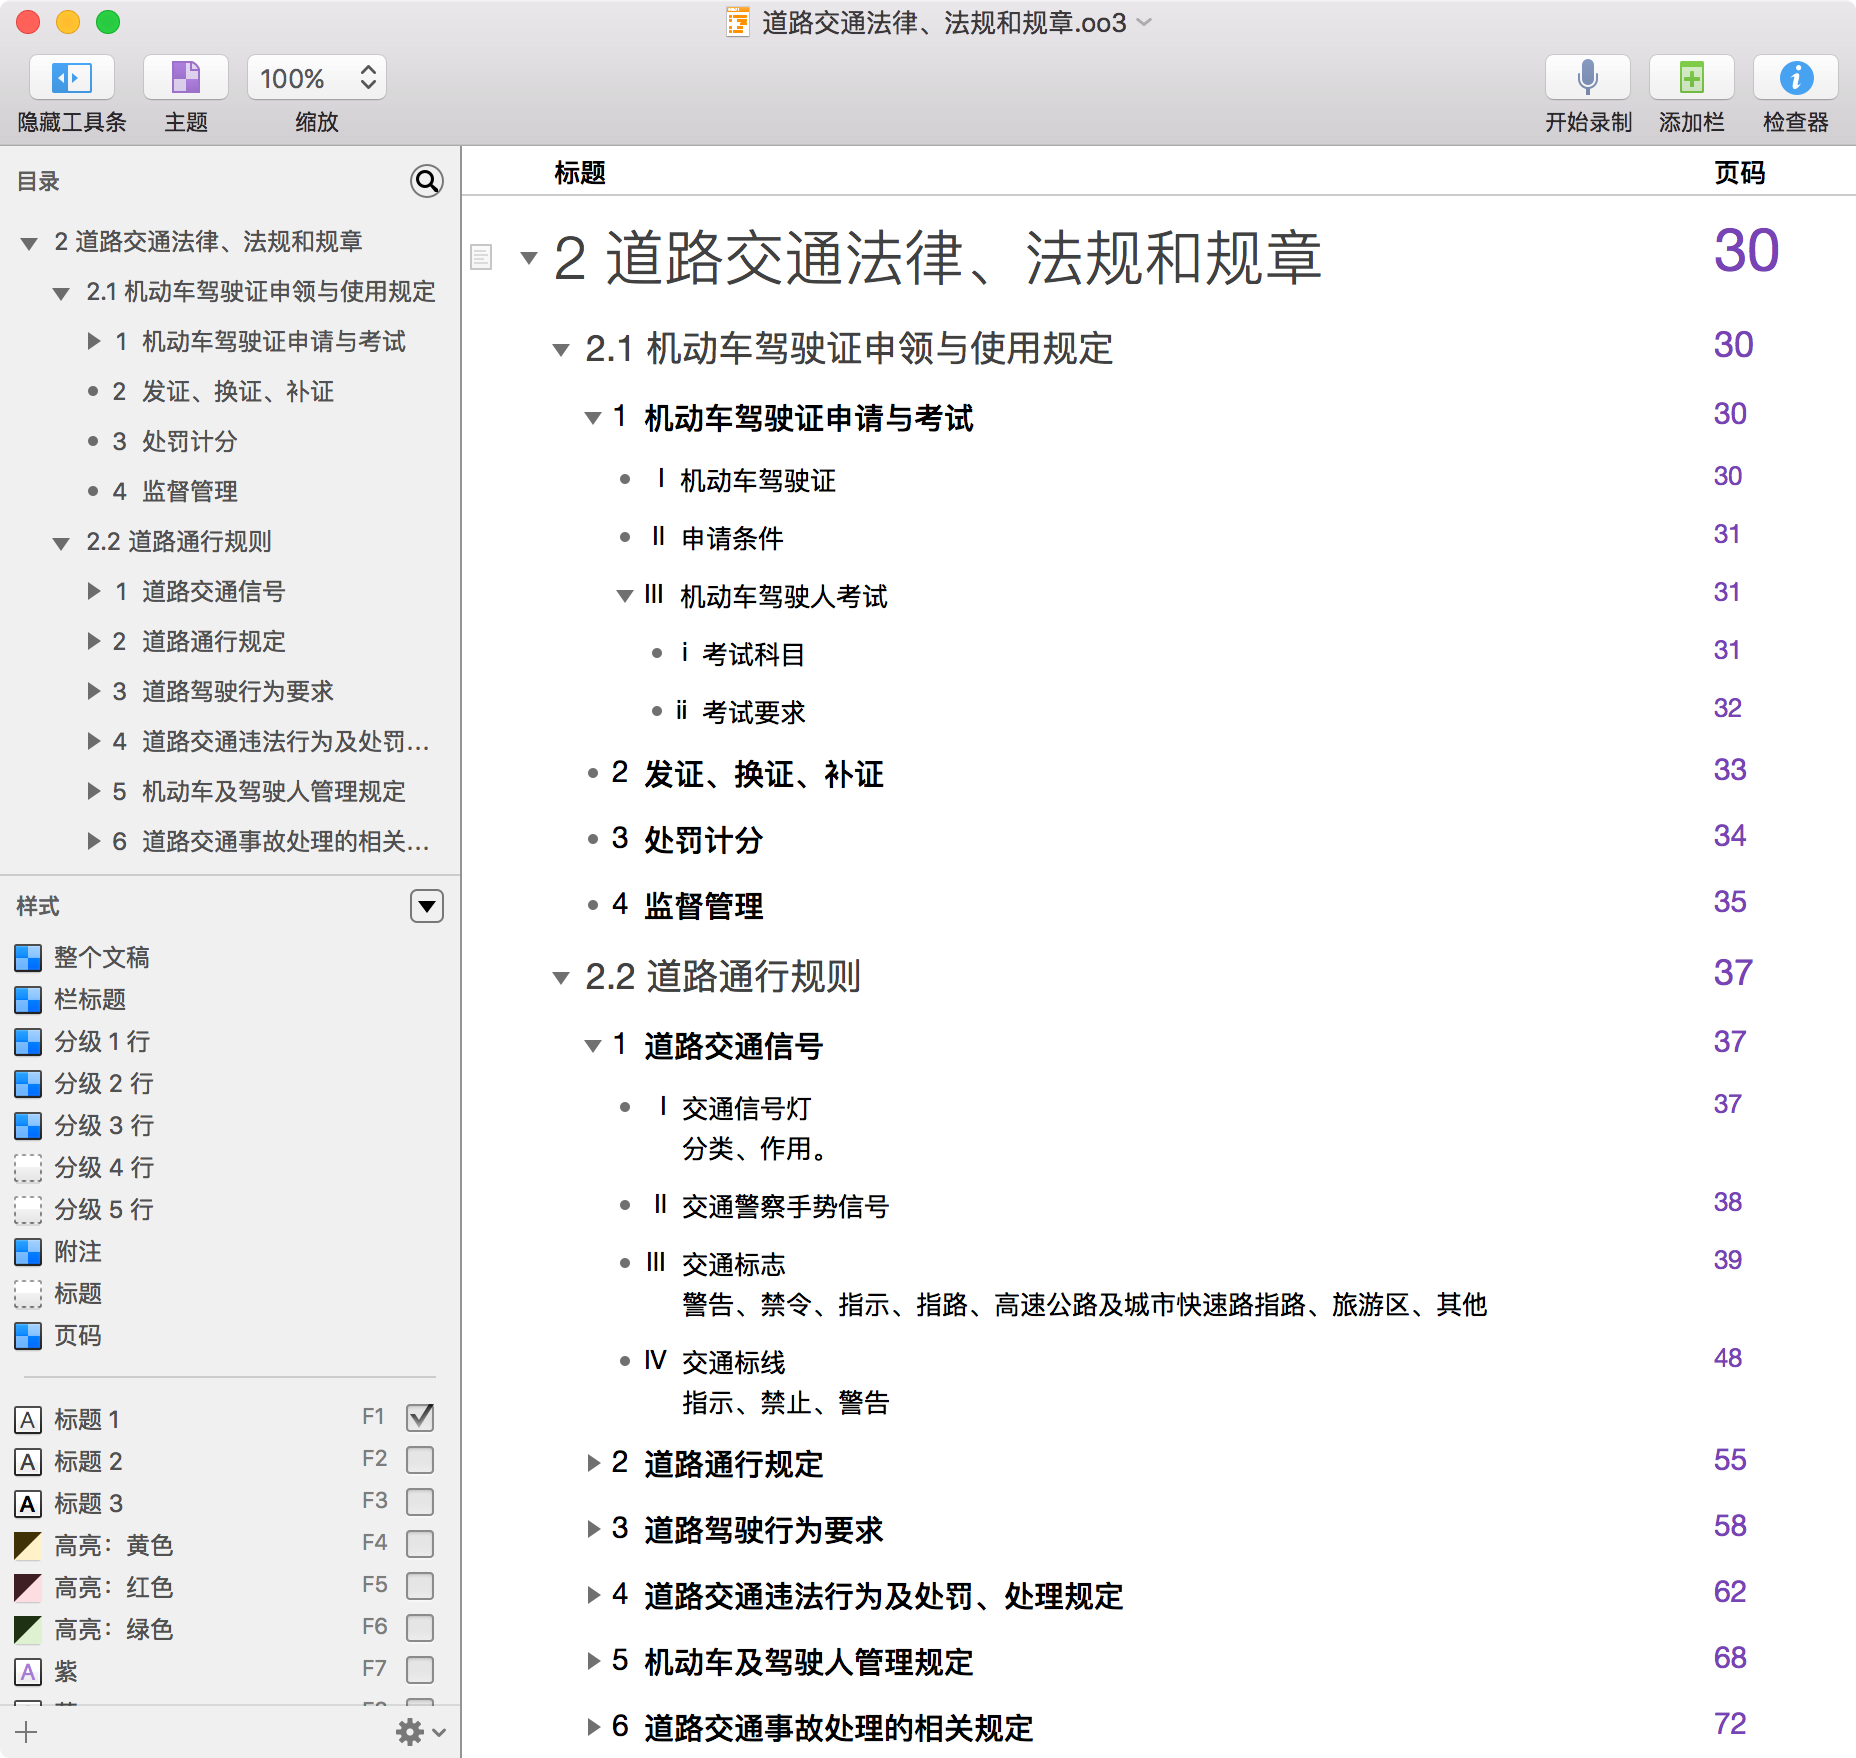 道路交通法律、法规和规章.oo3
100%
隐藏工具条
主题
缩放
开始录制
添加栏
检查器
目录
2 道路交通法律、法规和规章
2.1 机动车驾驶证申领与使用规定
1 机动车驾驶证申请与考试
2 发证、换证、补证
3 处罚计分
4 监督管理
2.2 道路通行规则
1 道路交通信号
2 道路通行规定
3 道路驾驶行为要求
4 道路交通违法行为及处罚…
5 机动车及驾驶人管理规定
6 道路交通事故处理的相关…
样式
整个文稿
栏标题
分级 1 行
分级 2 行
分级 3 行
分级 4 行
分级 5 行
附注
标题
页码
A 标题 1 F1
A 标题 2 F2
A 标题 3 F3
高亮：黄色 F4
高亮：红色 F5
高亮：绿色 F6
A 紫 F7
标题 页码
2 道路交通法律、法规和规章 30
2.1 机动车驾驶证申领与使用规定 30
1 机动车驾驶证申请与考试 30
I 机动车驾驶证 30
II 申请条件 31
III 机动车驾驶人考试 31
i 考试科目 31
ii 考试要求 32
2 发证、换证、补证 33
3 处罚计分 34
4 监督管理 35
2.2 道路通行规则 37
1 道路交通信号 37
I 交通信号灯 37
分类、作用。
II 交通警察手势信号 38
III 交通标志 39
警告、禁令、指示、指路、高速公路及城市快速路指路、旅游区、其他
IV 交通标线 48
指示、禁止、警告
2 道路通行规定 55
3 道路驾驶行为要求 58
4 道路交通违法行为及处罚、处理规定 62
5 机动车及驾驶人管理规定 68
6 道路交通事故处理的相关规定 72